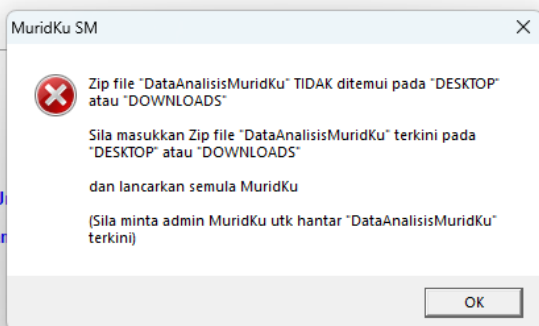 MuridKu SM
Zip file "DataAnalisisMuridKu" TIDAK ditemui pada "DESKTOP"
atau "DOWNLOADS"
Sila masukkan Zip file "DataAnalisisMuridKu" terkini pada
"DESKTOP" atau "DOWNLOADS"
dan lancarkan semula MuridKu
(Sila minta admin MuridKu utk hantar "DataAnalisisMuridKu"
terkini)
OK